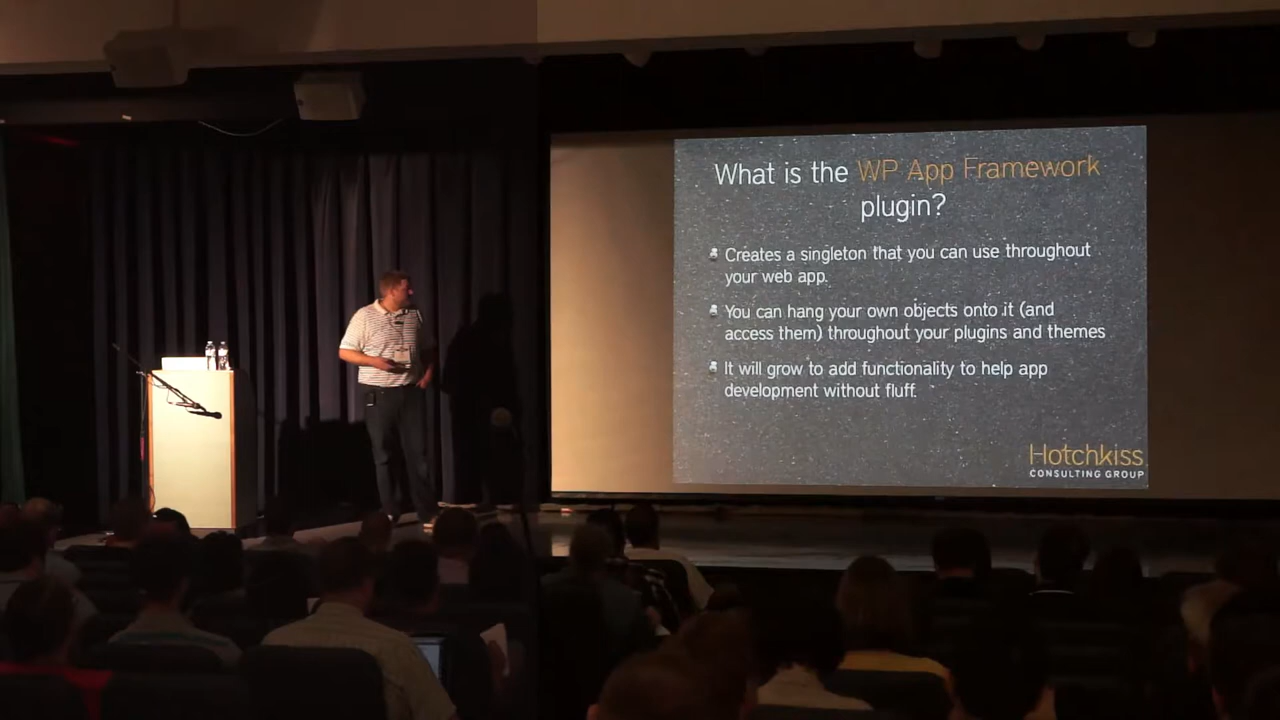 What is the WP App Framework
plugin?
Creates a singleton that you can use throughout
your web app.
You can hang your own objects onto it (and
access them) throughout your plugins and themes
It will grow to add functionality to help app
development without fluff.
Hotchkiss
CONSULTING GROUP